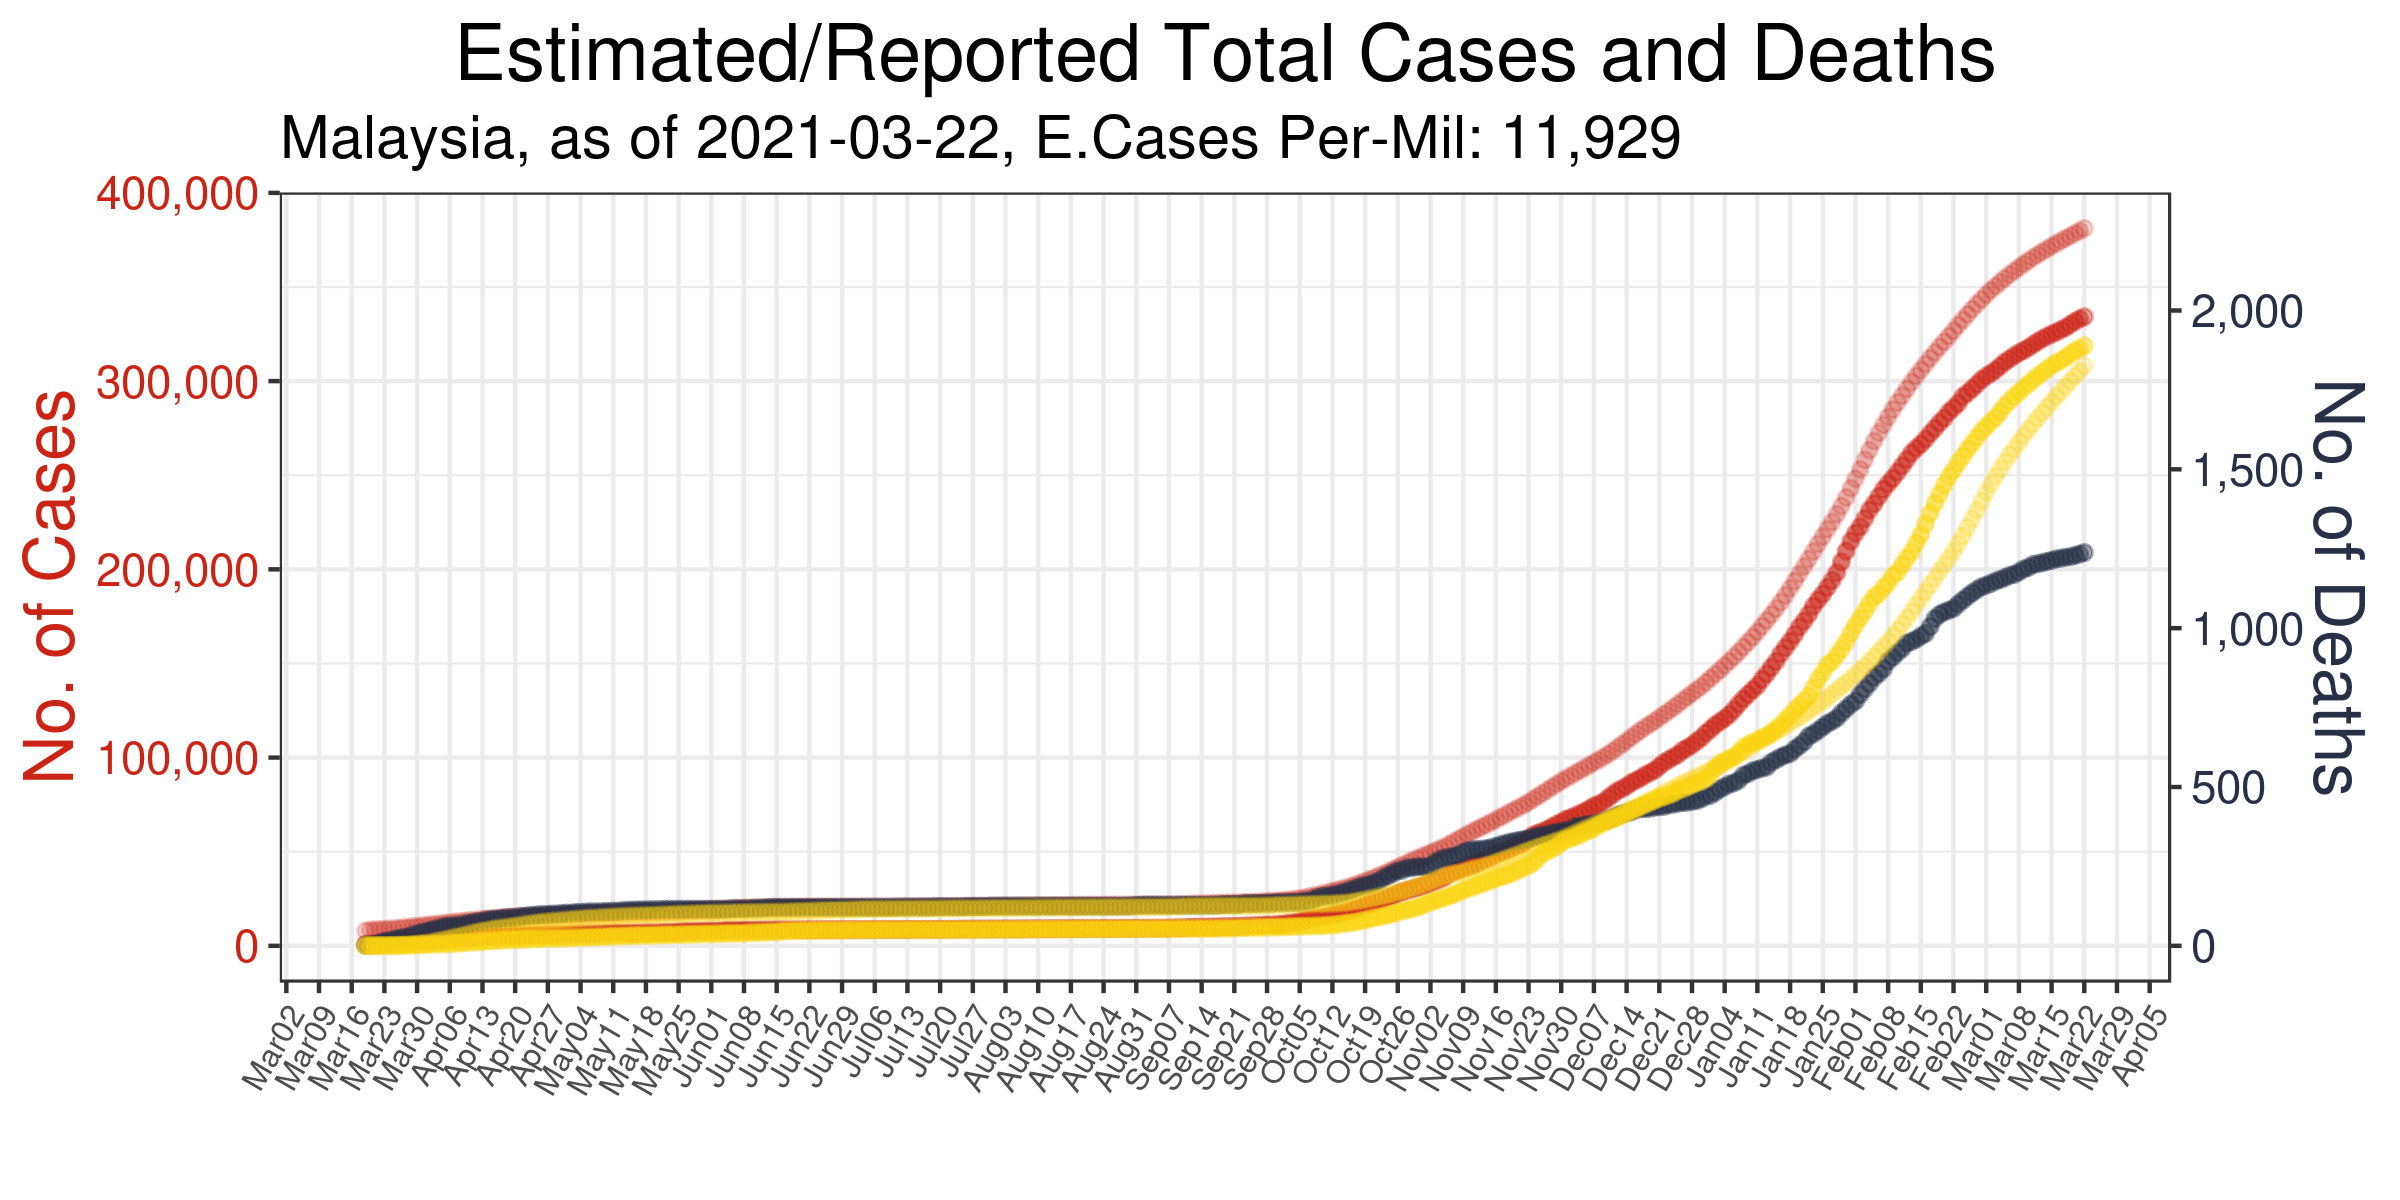 Estimated/Reported Total Cases and Deaths
Malaysia, as of 2021-03-22, E.Cases Per-Mil: 11,929
No. of Cases
400,000
300,000
200,000
100,000
0
No. of Deaths
2,000
1,500
1,000
500
0
Mar02
Mar09
Mar16
Mar23
Mar30
Apr06
Apr13
Apr20
Apr27
May04
May11
May18
May25
Jun01
Jun08
Jun15
Jun22
Jun29
Jul06
Jul13
Jul20
Jul27
Aug03
Aug10
Aug17
Aug24
Aug31
Sep07
Sep14
Sep21
Sep28
Oct05
Oct12
Oct19
Oct26
Nov02
Nov09
Nov16
Nov23
Nov30
Dec07
Dec14
Dec21
Dec28
Jan04
Jan11
Jan18
Jan25
Feb01
Feb08
Feb15
Feb22
Mar01
Mar08
Mar15
Mar22
Mar29
Apr05